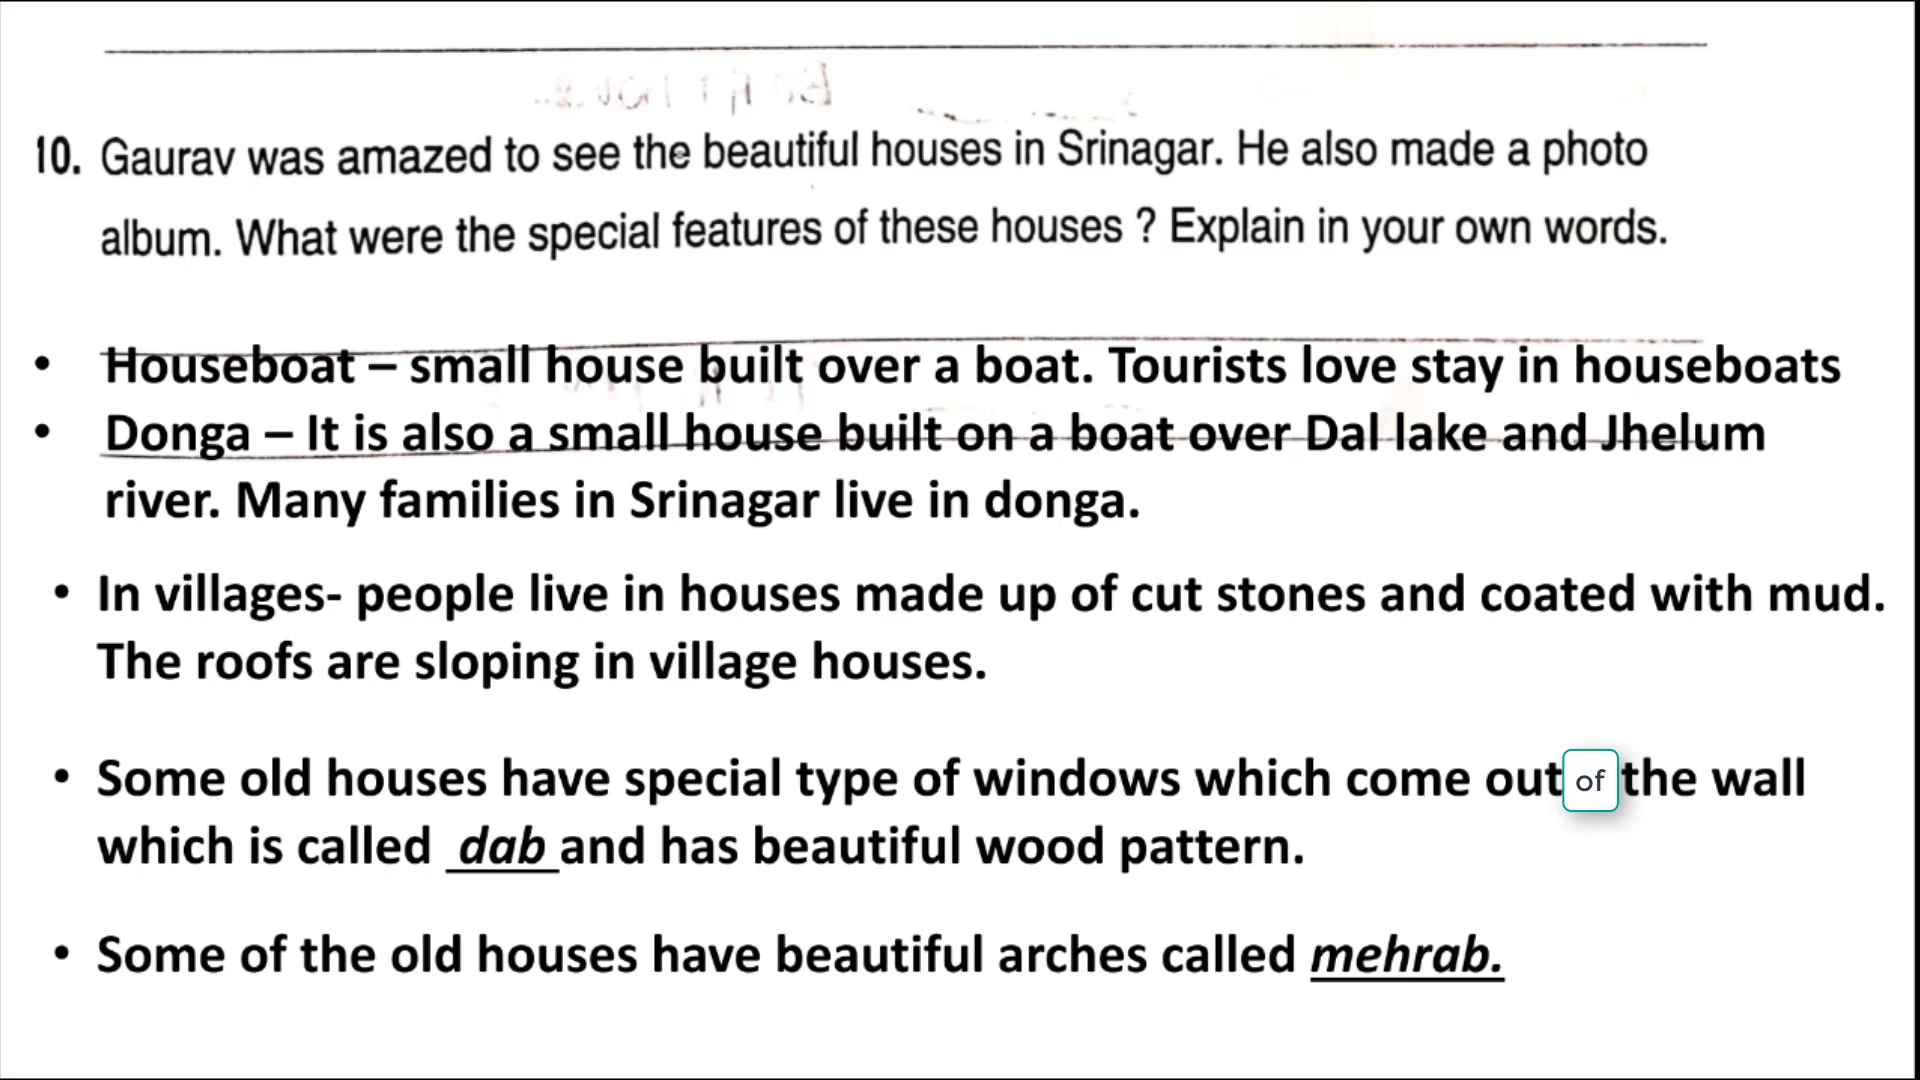 10. Gaurav was amazed to see the beautiful houses in Srinagar. He also made a photo
album. What were the special features of these houses ? Explain in your own words.
• Houseboat – small house built over a boat. Tourists love stay in houseboats
• Donga – It is also a small house built on a boat over Dal lake and Jhelum
river. Many families in Srinagar live in donga.
• In villages- people live in houses made up of cut stones and coated with mud.
The roofs are sloping in village houses.
• Some old houses have special type of windows which come out of the wall
which is called dab and has beautiful wood pattern.
• Some of the old houses have beautiful arches called mehrab.